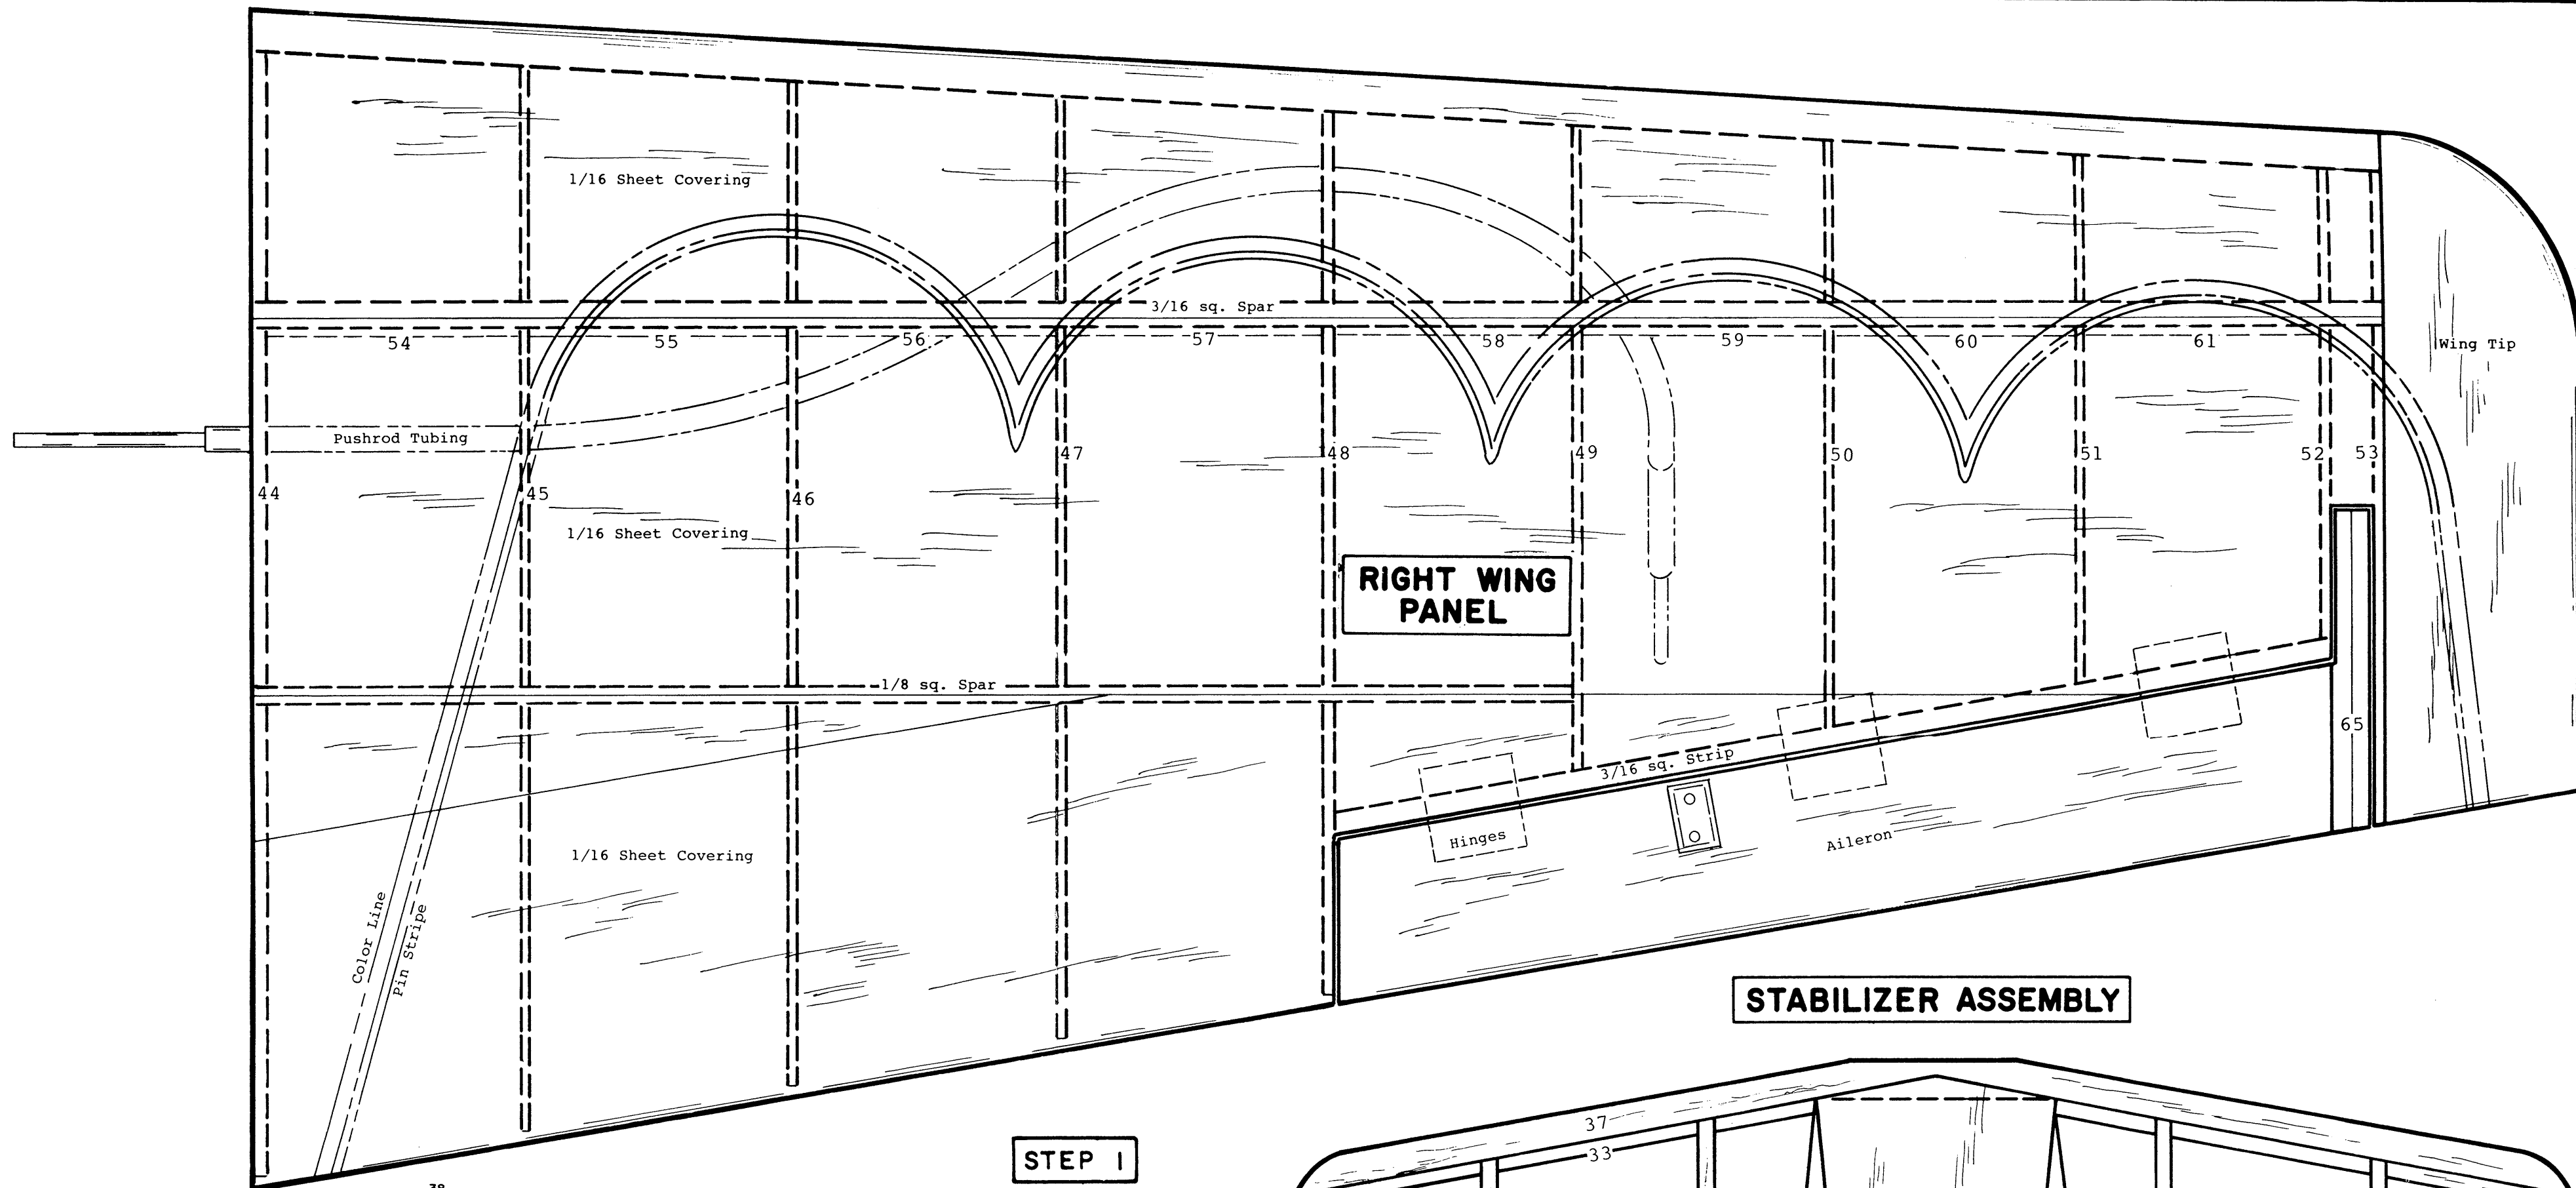 1/16 Sheet Covering
3/16 sq. Spar
54
55
56
57
58
59
60
61
Wing Tip
Pushrod Tubing
44
45
46
47
48
49
50
51
52
53
1/16 Sheet Covering
RIGHT WING
PANEL
1/8 sq. Spar
65
3/16 sq. Strip
Hinges
Aileron
1/16 Sheet Covering
Color Line
Pin Stripe
STABILIZER ASSEMBLY
STEP 1
37
33